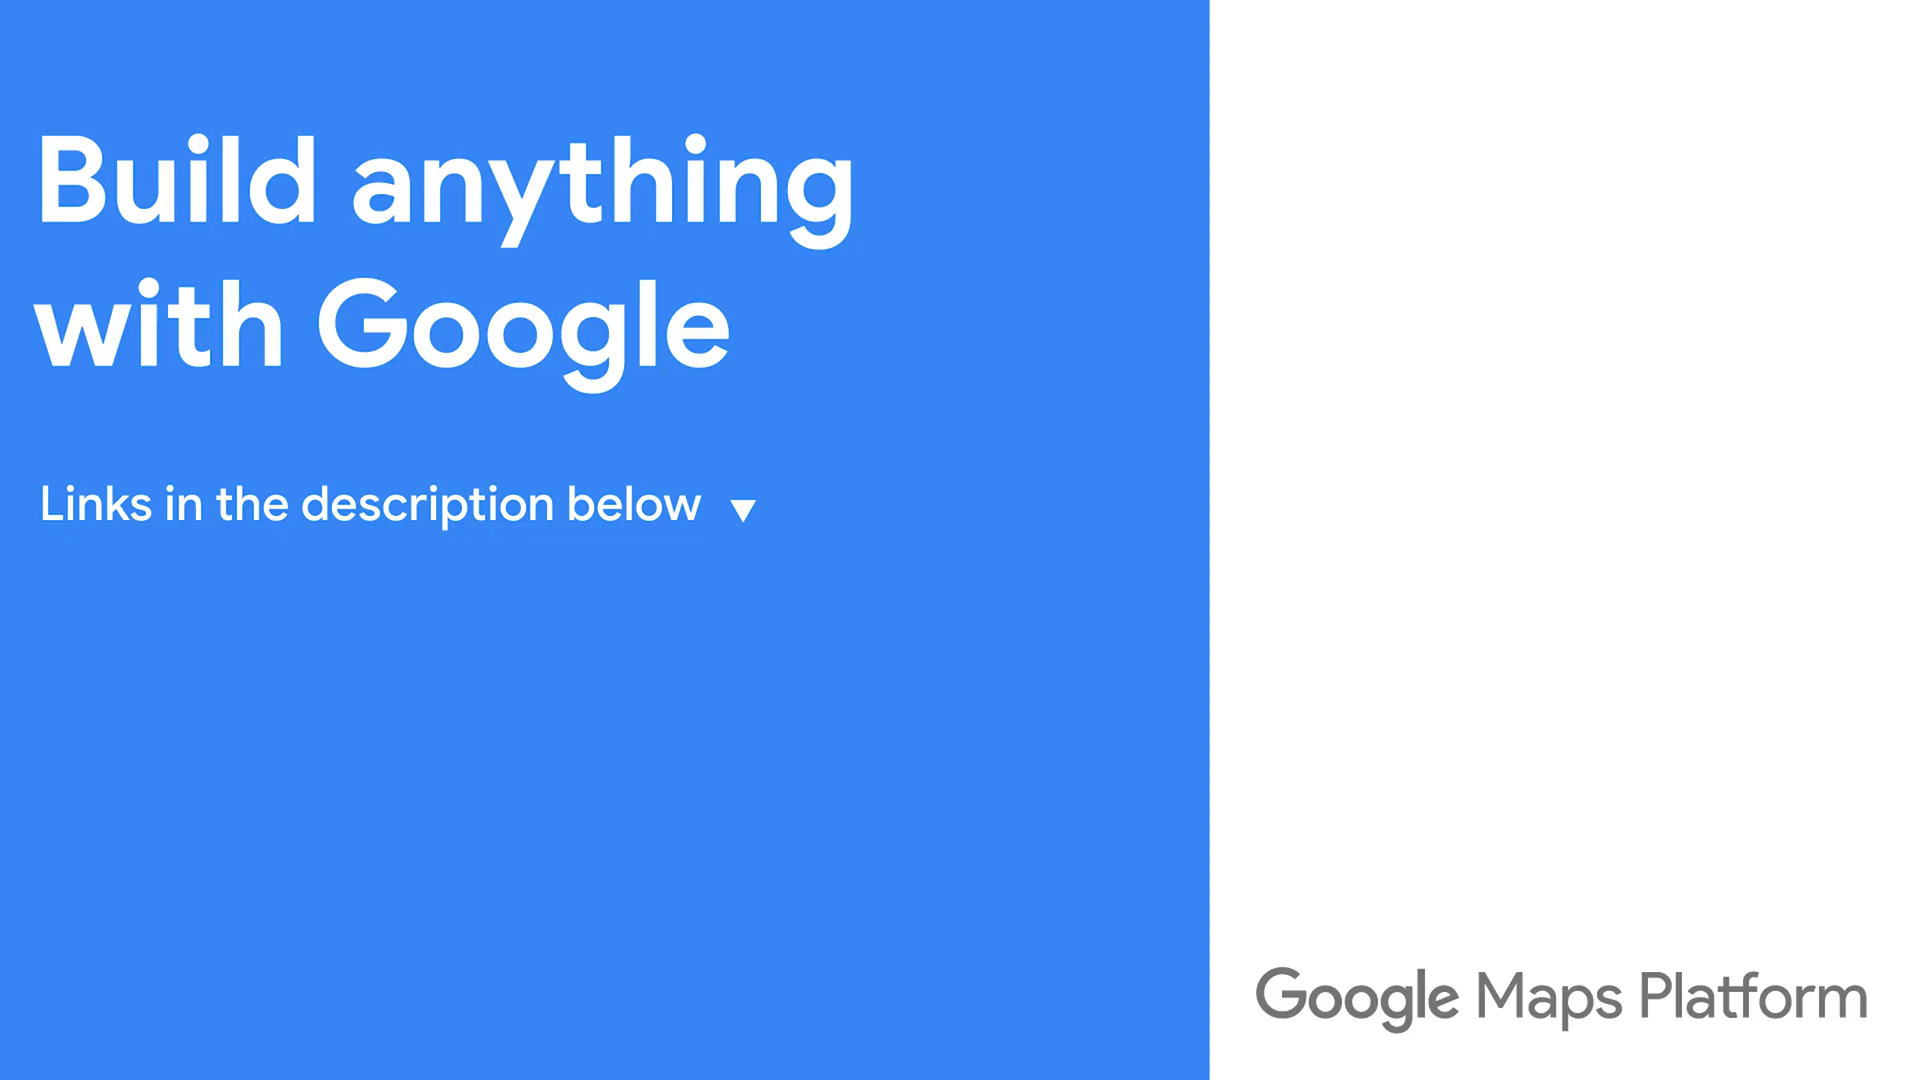 Build anything
with Google
Links in the description below ▼
Google Maps Platform